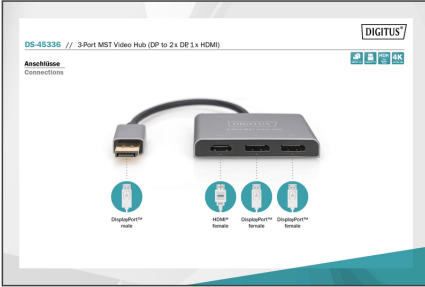 DIGITUS®
DS-45336 // 3-Port MST Video Hub (DP to 2x DP, 1x HDMI)
Anschlüsse
Connections
HDR
4K
DIGITUS
DisplayPort™
male
HDMI®
female
DisplayPort™
female
DisplayPort™
female